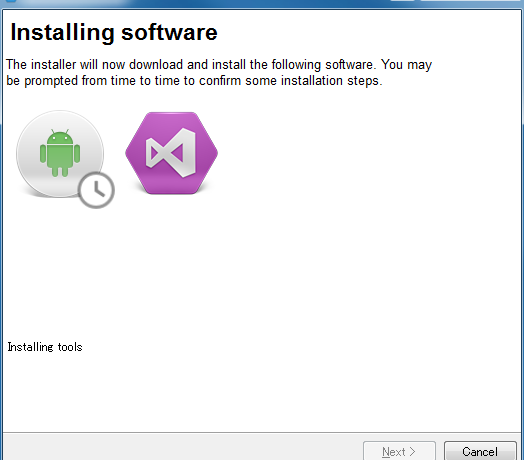 Installing software
The installer will now download and install the following software. You may
be prompted from time to time to confirm some installation steps.
Installing tools
Next >
Cancel